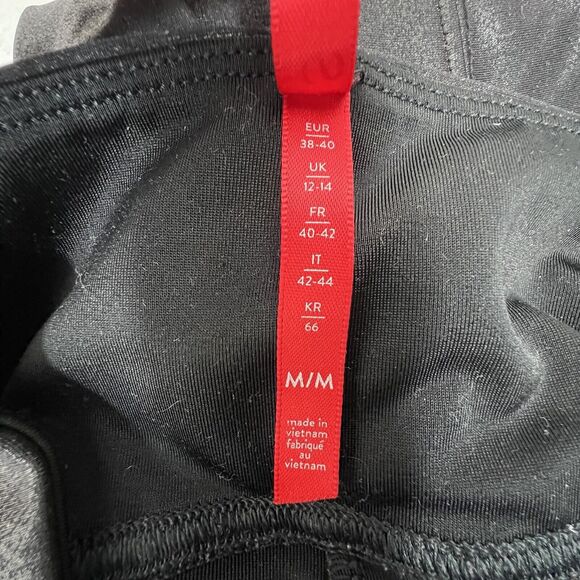 EUR
38-40
UK
12-14
FR
40-42
IT
42-44
KR
66
M/M
made in
vietnam
fabriqué
au
vietnam